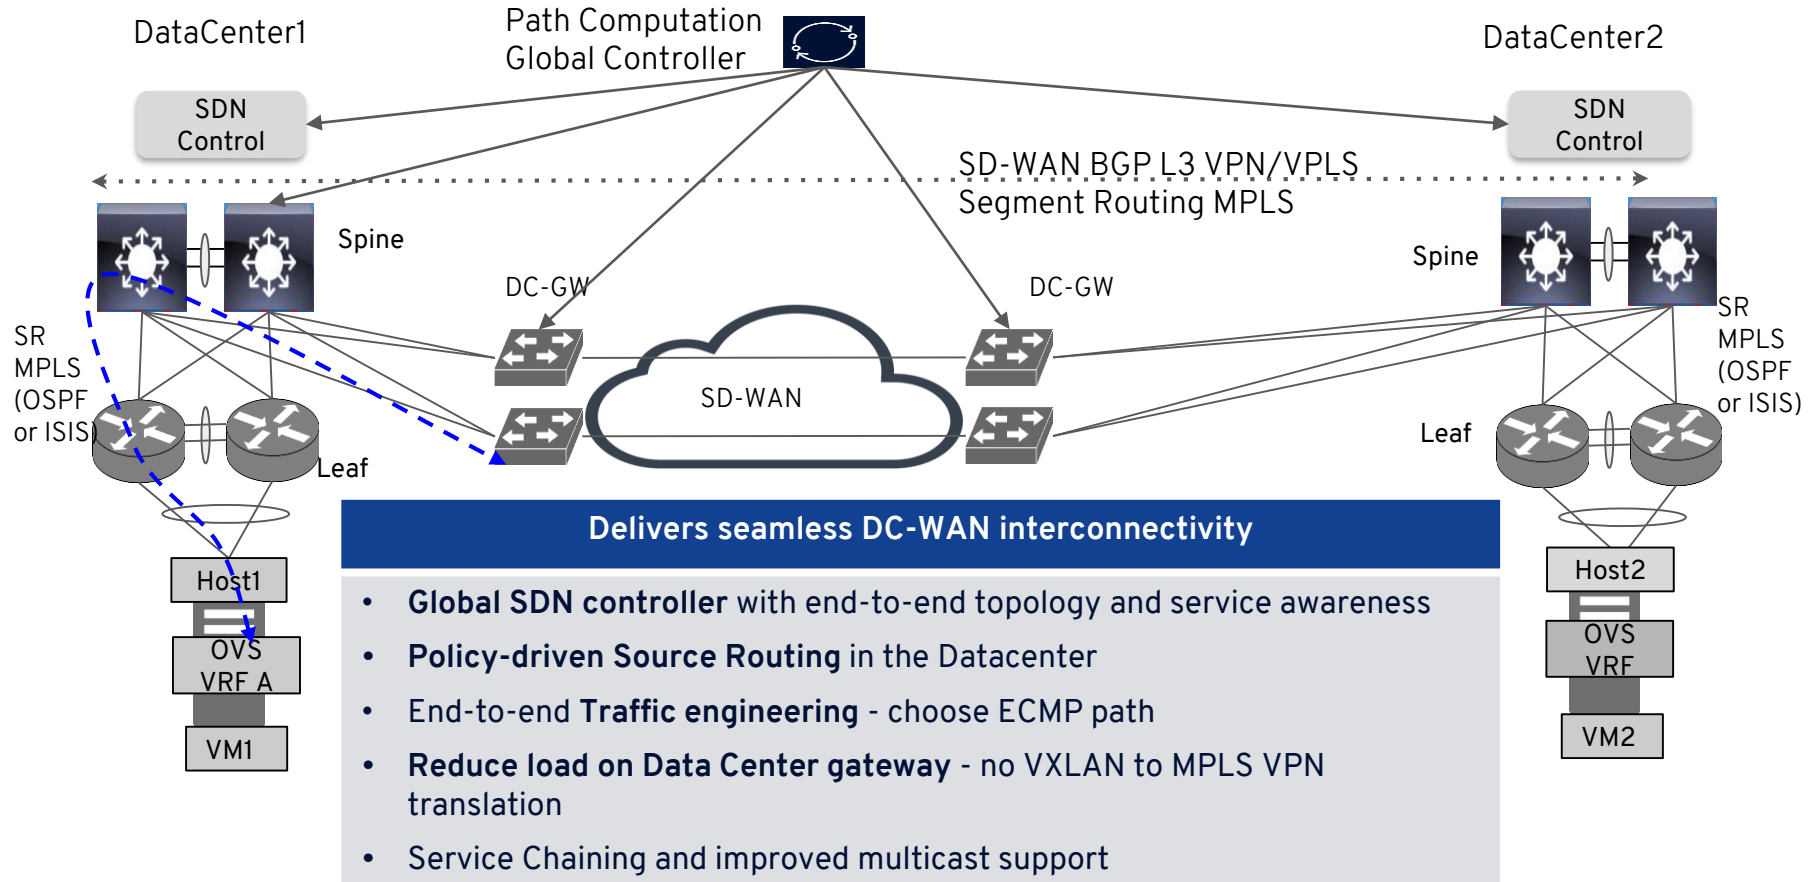 DataCenter1
Path Computation
Global Controller
DataCenter2
SDN
Control
SDN
Control
SD-WAN BGP L3 VPN/VPLS
Segment Routing MPLS
Spine
Spine
DC-GW
DC-GW
SR
MPLS
(OSPF
or ISIS)
SR
MPLS
(OSPF
or ISIS)
SD-WAN
Leaf
Leaf
Delivers seamless DC-WAN interconnectivity
Host1
OVS
VRF A
VM1
Host2
OVS
VRF
VM2
• Global SDN controller with end-to-end topology and service awareness
• Policy-driven Source Routing in the Datacenter
• End-to-end Traffic engineering - choose ECMP path
• Reduce load on Data Center gateway - no VXLAN to MPLS VPN
translation
• Service Chaining and improved multicast support